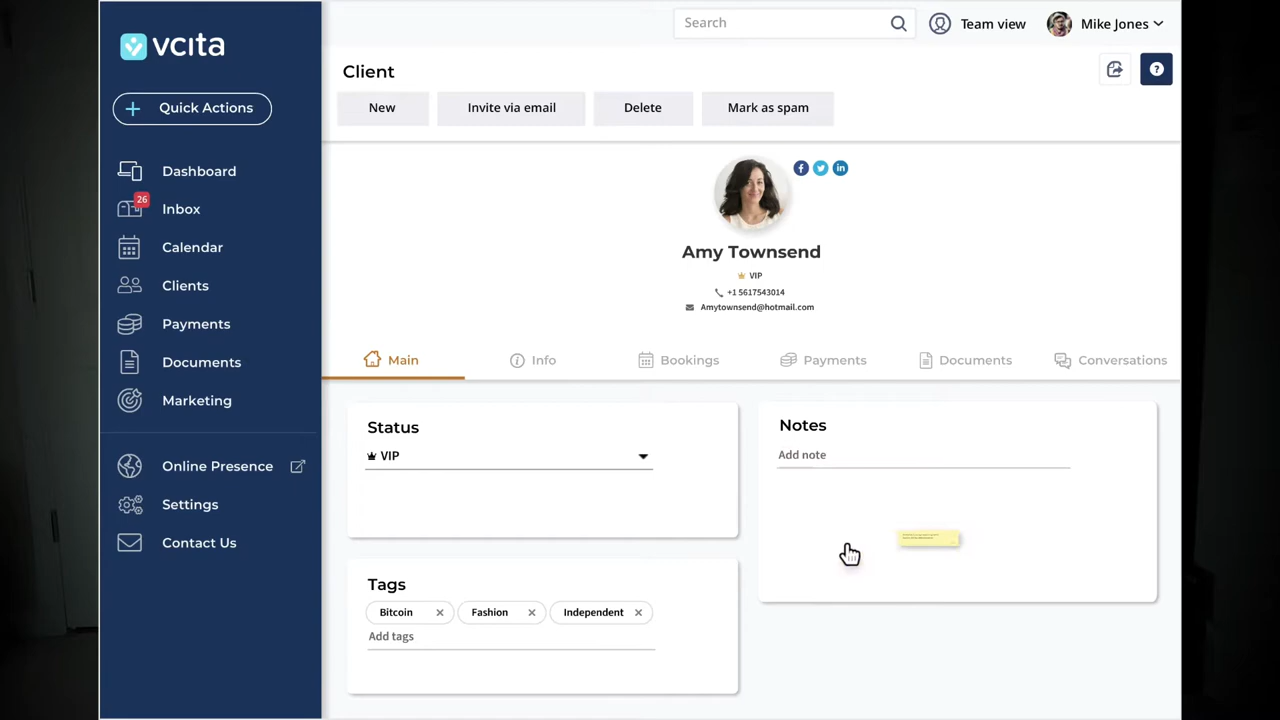 vcita
Search
Team view
Mike Jones
Quick Actions
Client
New
Invite via email
Delete
Mark as spam
Dashboard
26
Inbox
Calendar
Clients
Payments
Documents
Marketing
Online Presence
Settings
Contact Us
Amy Townsend
VIP
+1 5617543014
Amytownsend@hotmail.com
Main
Info
Bookings
Payments
Documents
Conversations
Status
VIP
Notes
Add note
Tags
Bitcoin
Fashion
Independent
Add tags